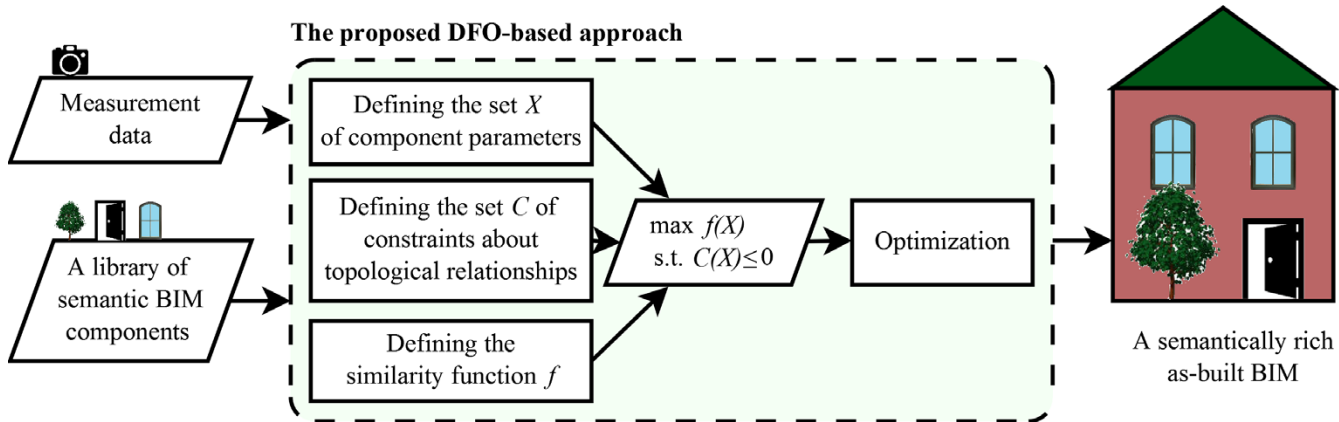 The proposed DFO-based approach
Measurement
data
A library of
semantic BIM
components
Defining the set X
of component parameters
Defining the set C of
constraints about
topological relationships
Defining the
similarity function f
max f(X)
s.t. C(X)≤0
Optimization
A semantically rich
as-built BIM